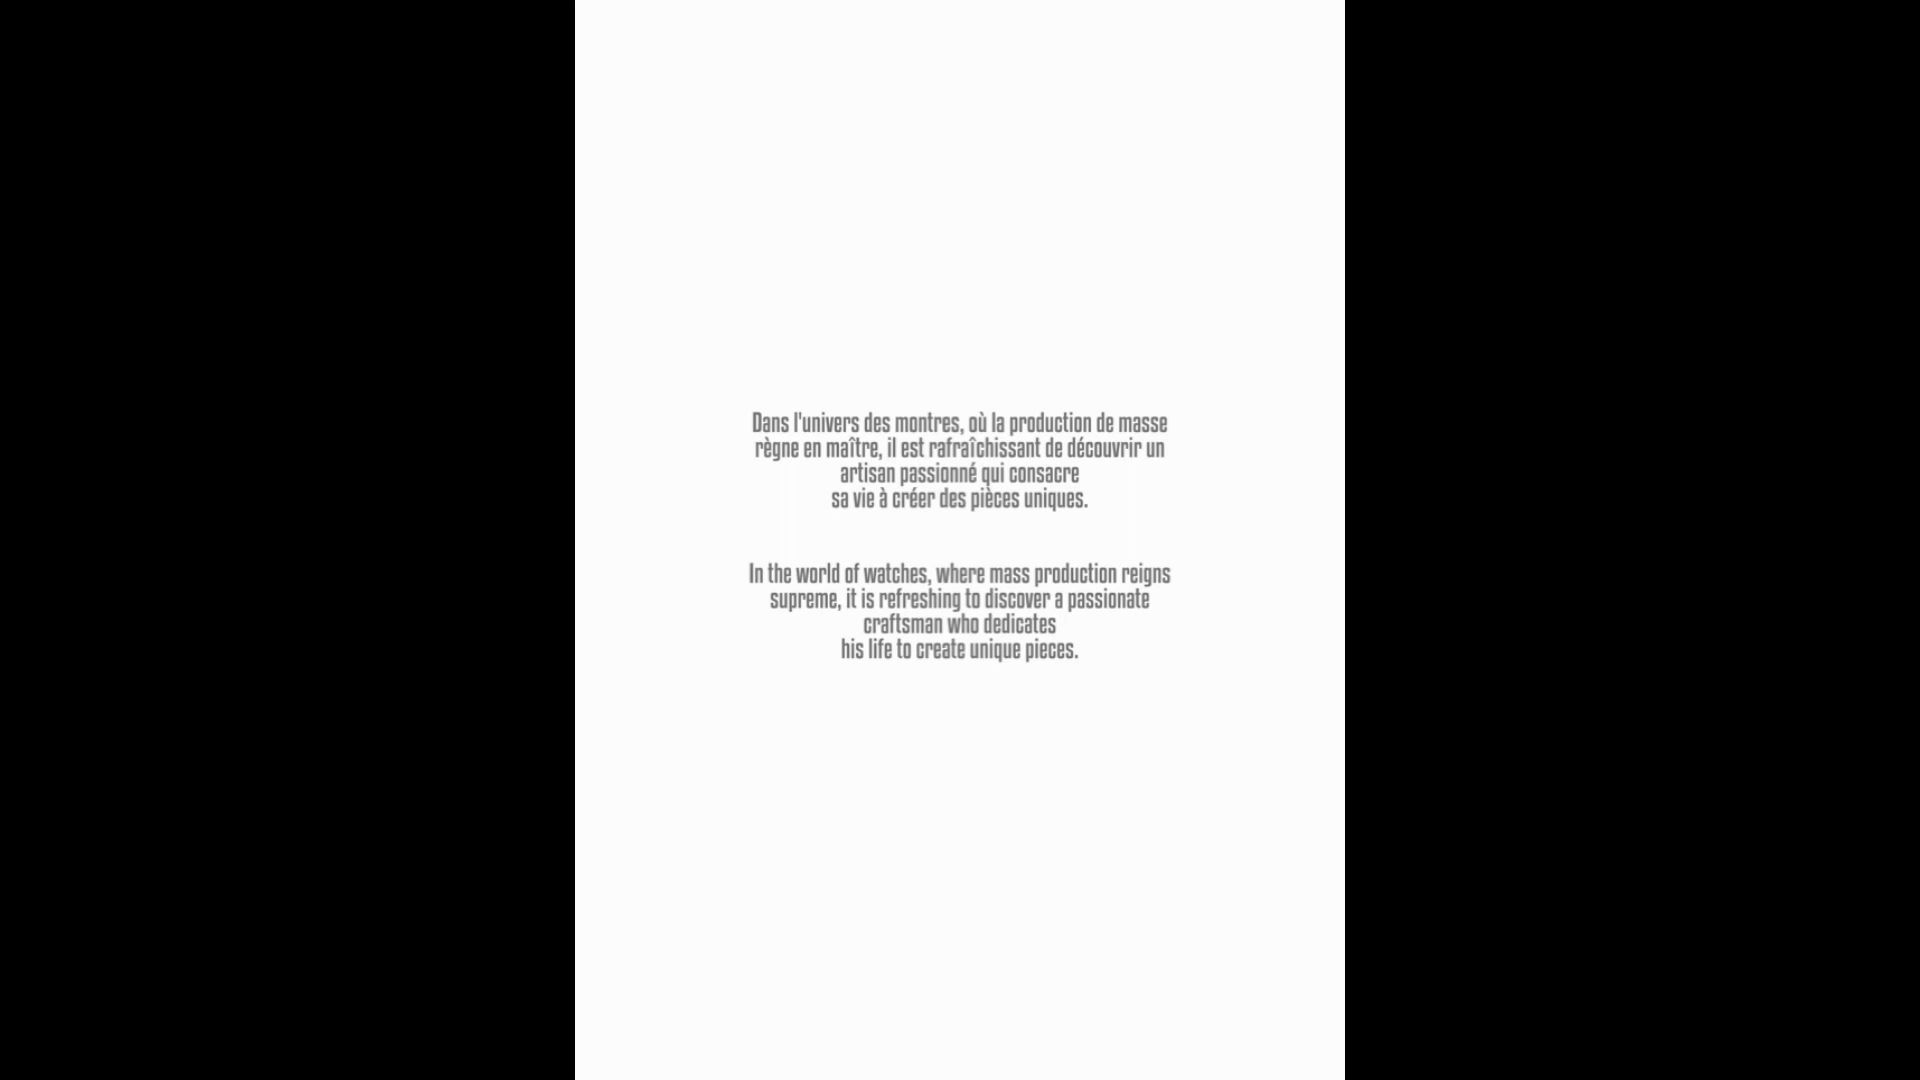 Dans l'univers des montres, où la production de masse
règne en maître, il est rafraîchissant de découvrir un
artisan passionné qui consacre
sa vie à créer des pièces uniques.
In the world of watches, where mass production reigns
supreme, it is refreshing to discover a passionate
craftsman who dedicates
his life to create unique pieces.